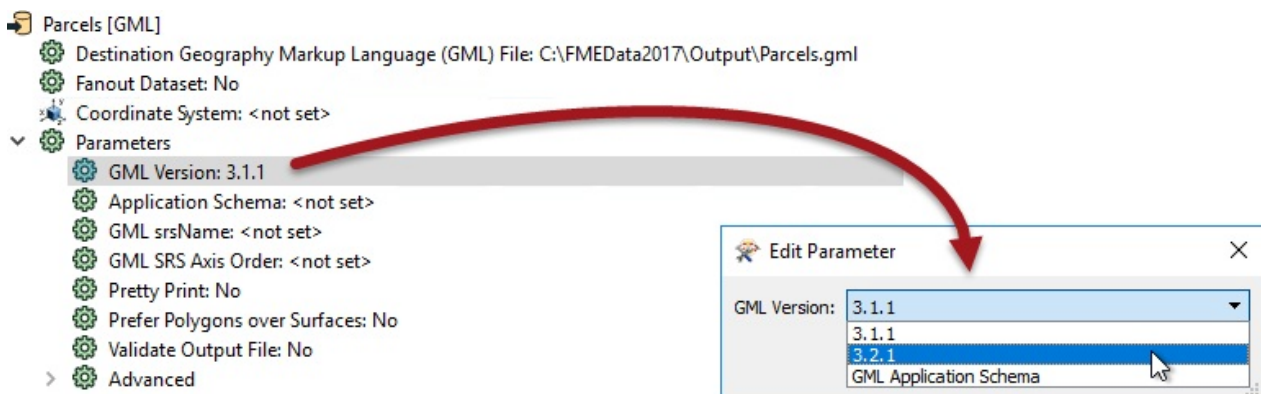 Parcels [GML]
Destination Geography Markup Language (GML) File: C:\FMEData2017\Output\Parcels.gml
Fanout Dataset: No
Coordinate System: <not set>
Parameters
GML Version: 3.1.1
Application Schema: <not set>
GML srsName: <not set>
GML SRS Axis Order: <not set>
Pretty Print: No
Prefer Polygons over Surfaces: No
Validate Output File: No
Advanced
Edit Parameter
GML Version: 3.1.1
3.1.1
3.2.1
GML Application Schema